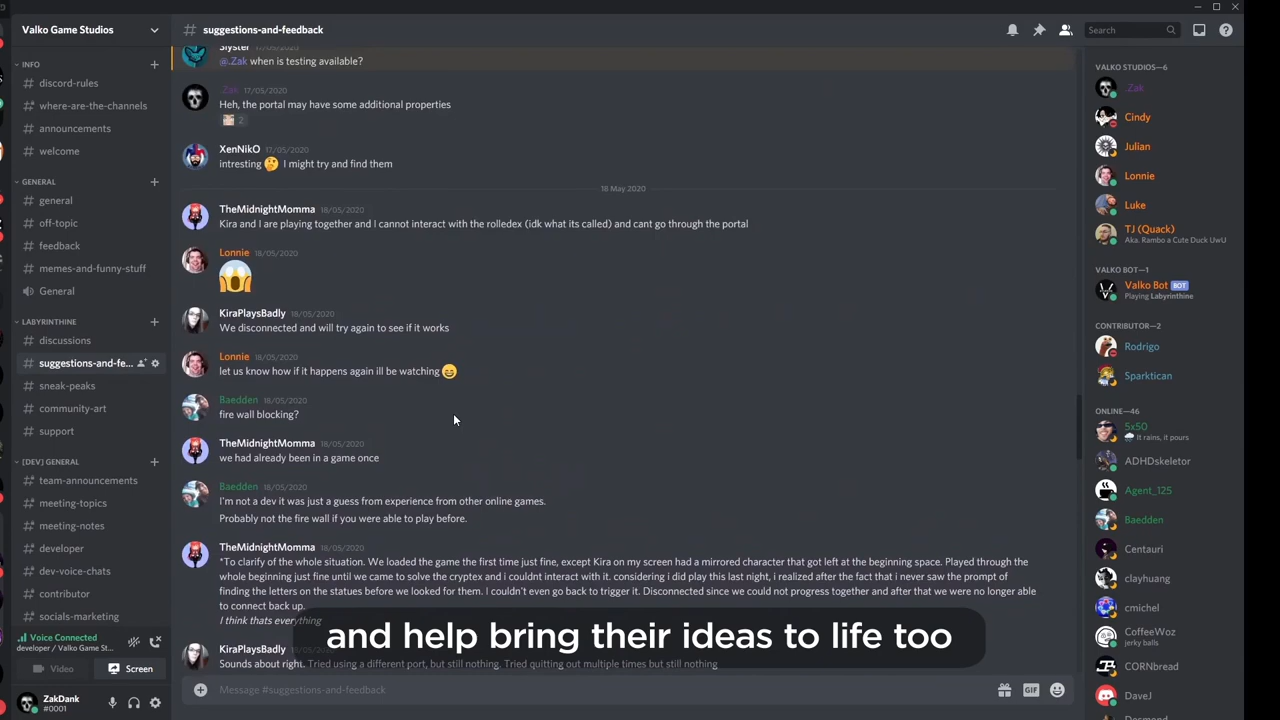 Valko Game Studios
INFO
discord-rules
where-are-the-channels
announcements
welcome
GENERAL
general
off-topic
feedback
memes-and-funny-stuff
General
LABYRINTHINE
discussions
suggestions-and-fe...
sneak-peaks
community-art
support
[DEV] GENERAL
team-announcements
meeting-topics
meeting-notes
developer
dev-voice-chats
contributor
socials-marketing
Voice Connected
developer / Valko Game Stu...
Video
Screen
ZakDank
#0001
# suggestions-and-feedback
Search
Slyster 17/05/2020
@.Zak when is testing available?
.Zak 17/05/2020
Heh, the portal may have some additional properties
2
XenNikO 17/05/2020
intresting 🤔 I might try and find them
18 May 2020
TheMidnightMomma 18/05/2020
Kira and I are playing together and I cannot interact with the rolledex (idk what its called) and cant go through the portal
Lonnie 18/05/2020
😱
KiraPlaysBadly 18/05/2020
We disconnected and will try again to see if it works
Lonnie 18/05/2020
let us know how if it happens again ill be watching 😄
Baedden 18/05/2020
fire wall blocking?
TheMidnightMomma 18/05/2020
we had already been in a game once
Baedden 18/05/2020
I'm not a dev it was just a guess from experience from other online games.
Probably not the fire wall if you were able to play before.
TheMidnightMomma 18/05/2020
*To clarify of the whole situation. We loaded the game the first time just fine, except Kira on my screen had a mirrored character that got left at the beginning space. Played through the
whole beginning just fine until we came to solve the cryptex and i couldnt interact with it. considering i did play this last night, i realized after the fact that i never saw the prompt of
finding the letters on the statues before we looked for them. I couldn't even go back to trigger it. Disconnected since we could not progress together and after that we were no longer
able to connect back up.
I think thats everything
KiraPlaysBadly 18/05/2020
Sounds about right. Tried using a different port, but still nothing. Tried quitting out multiple times but still nothing
and help bring their ideas to life too
Message #suggestions-and-feedback
GIF
VALKO STUDIOS—6
.Zak
Cindy
Julian
Lonnie
Luke
TJ (Quack)
Aka. Rambo a Cute Duck UwU
VALKO BOT—1
Valko Bot BOT
Playing Labyrinthine
CONTRIBUTOR—2
Rodrigo
Sparktican
ONLINE—46
5x50
🌧 It rains, it pours
ADHDskeletor
Agent_125
Baedden
Centauri
clayhuang
cmichel
CoffeeWoz
jerky balls
CORNbread
DaveJ